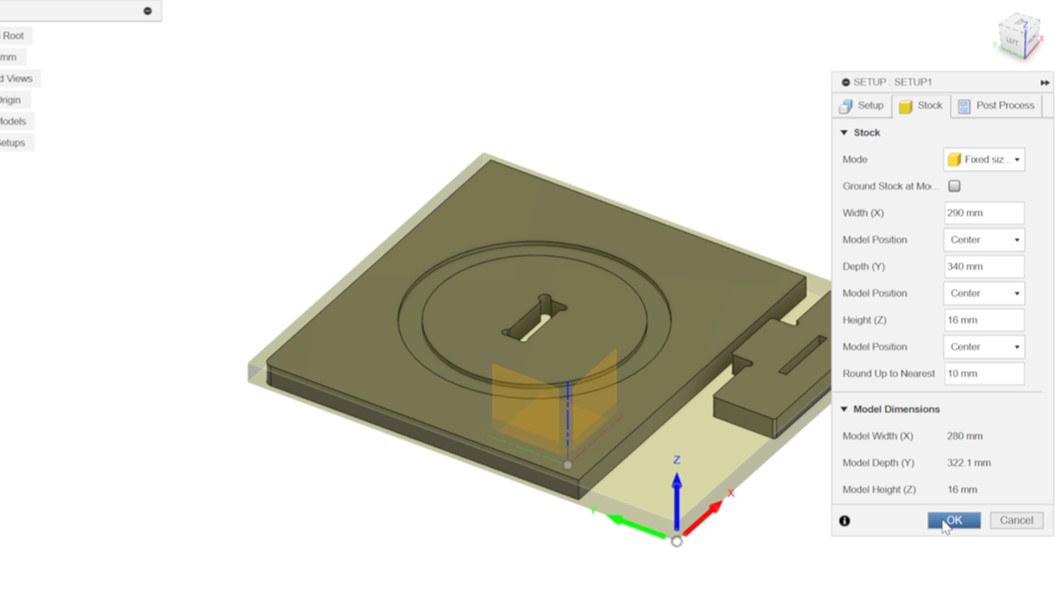 Root
mm
d Views
Origin
Models
Setups
LEFT
Z
X
SETUP : SETUP1
Setup
Stock
Post Process
Stock
Mode
Fixed siz...
Ground Stock at Mo...
Width (X)
290 mm
Model Position
Center
Depth (Y)
340 mm
Model Position
Center
Height (Z)
16 mm
Model Position
Center
Round Up to Nearest
10 mm
Model Dimensions
Model Width (X)
280 mm
Model Depth (Y)
322.1 mm
Model Height (Z)
16 mm
OK
Cancel
Z
X
Y